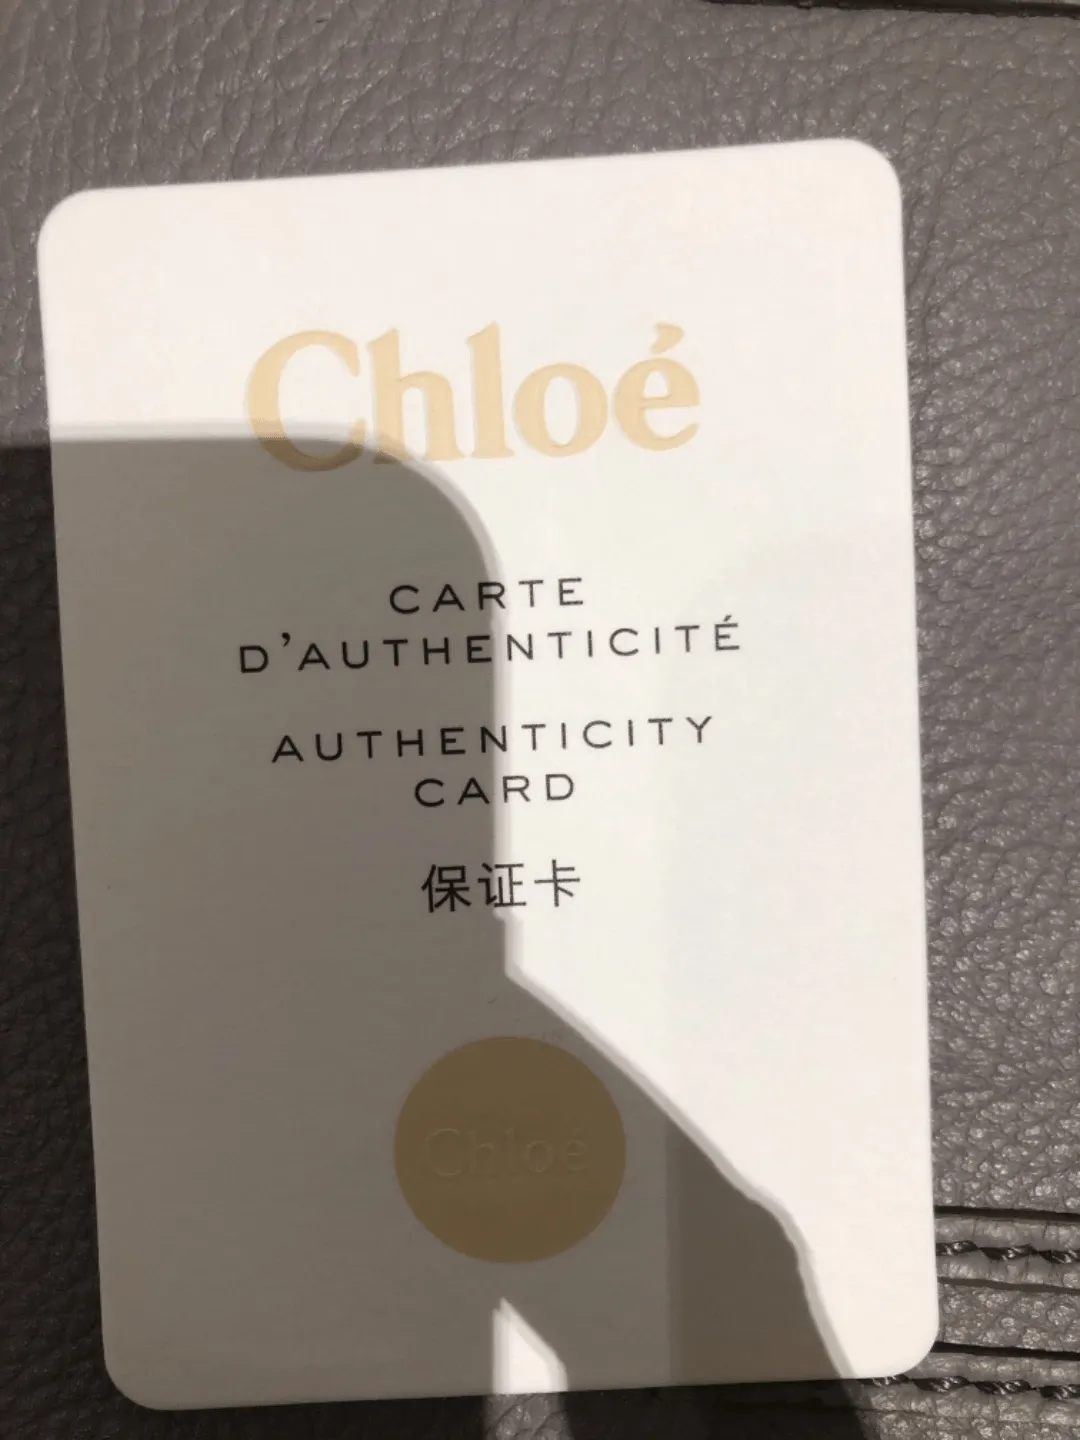 Chloé
CARTE
D'AUTHENTICITÉ
AUTHENTICITY
CARD
保证卡
Chloé